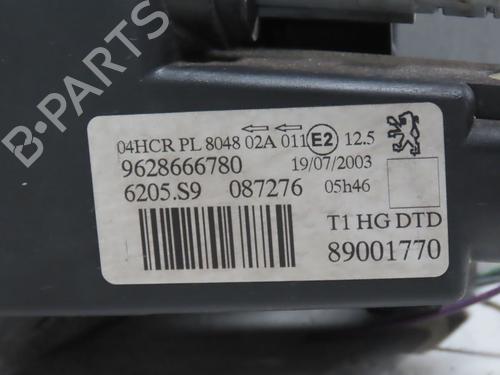 B-PARTS
04HCR PL 8048 02A 011 E2 12.5
9628666780 19/07/2003
6205.S9 087276 05h46
T1 HG DTD
89001770